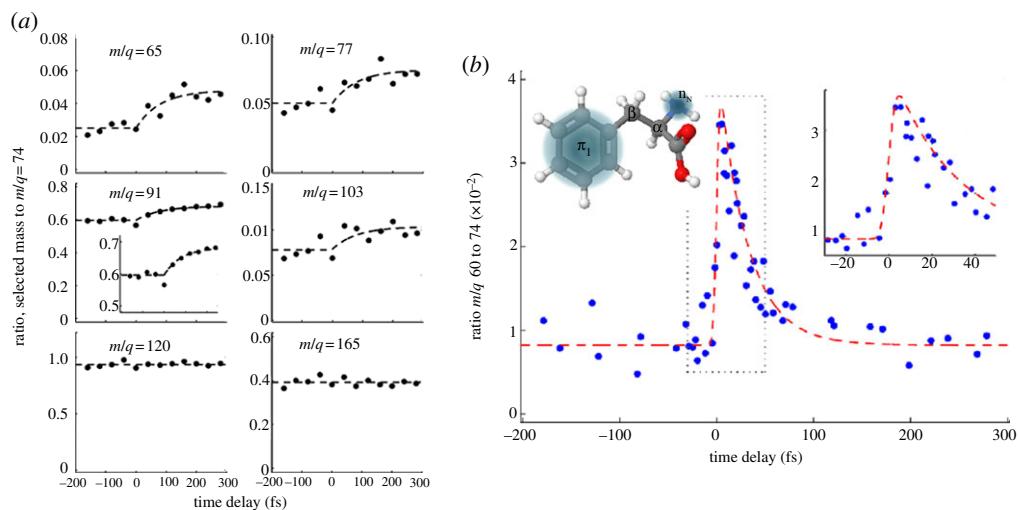 (a)
ratio, selected mass to m/q = 74
m/q = 65
0.08
0.06
0.04
0.02
0
m/q = 77
0.10
0.05
0
m/q = 91
0.8
0.6
0.4
0.2
0
0.7
0.6
0.5
m/q = 103
0.015
0.010
0.005
0
m/q = 120
1.0
0.5
0
m/q = 165
0.6
0.4
0.2
0
−200 −100 0 100 200 300
−200 −100 0 100 200 300
time delay (fs)
(b)
ratio m/q 60 to 74 (×10−2)
4
3
2
1
0
π1
β
α
nN
3
2
1
−20 0 20 40
−200 −100 0 100 200 300
time delay (fs)